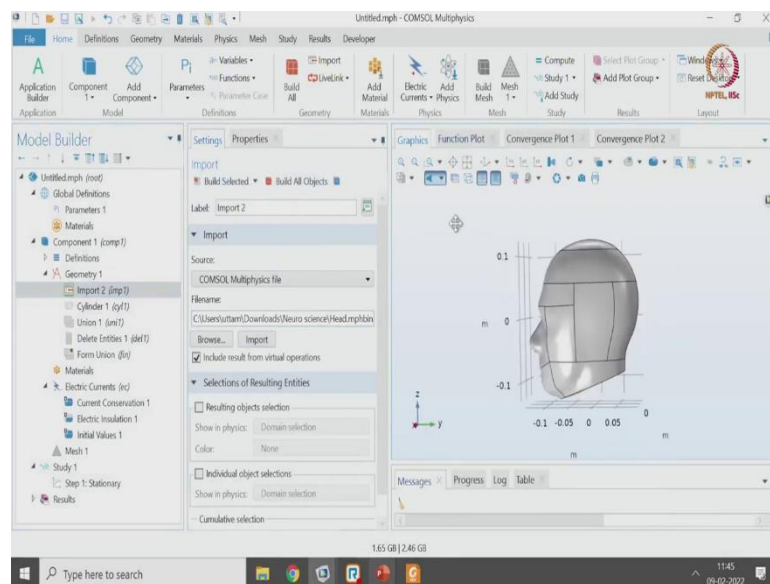 Untitled.mph - COMSOL Multiphysics
File Home Definitions Geometry Materials Physics Mesh Study Results Developer
Application Builder
Component 1
Add Component
Parameters
Variables
Functions
Parameter Case
Build All
Import
LiveLink
Add Material
Electric Currents
Add Physics
Build Mesh
Mesh 1
Compute
Study 1
Add Study
Select Plot Group
Add Plot Group
Reset Desktop
NPTEL, IISc
Application Model Definitions Geometry Materials Physics Mesh Study Results Layout
Model Builder
Untitled.mph (root)
Global Definitions
Parameters 1
Materials
Component 1 (comp1)
Definitions
Geometry 1
Import 2 (imp1)
Cylinder 1 (cyl1)
Union 1 (uni1)
Delete Entities 1 (del1)
Form Union (fin)
Materials
Electric Currents (ec)
Current Conservation 1
Electric Insulation 1
Initial Values 1
Mesh 1
Study 1
Step 1: Stationary
Results
Settings Properties
Import
Build Selected Build All Objects
Label: Import 2
Import
Source:
COMSOL Multiphysics file
Filename:
C:\Users\uttam\Downloads\Neuro science\Head.mphbin
Browse... Import
Include result from virtual operations
Selections of Resulting Entities
Resulting objects selection
Show in physics: Domain selection
Color: None
Individual object selections
Show in physics: Domain selection
Cumulative selection
Graphics Function Plot Convergence Plot 1 Convergence Plot 2
0.1
m 0
-0.1
z
y
-0.1 -0.05 0 0.05 0
m
m
Messages Progress Log Table
1.65 GB | 2.46 GB
Type here to search
11:45
09-02-2022